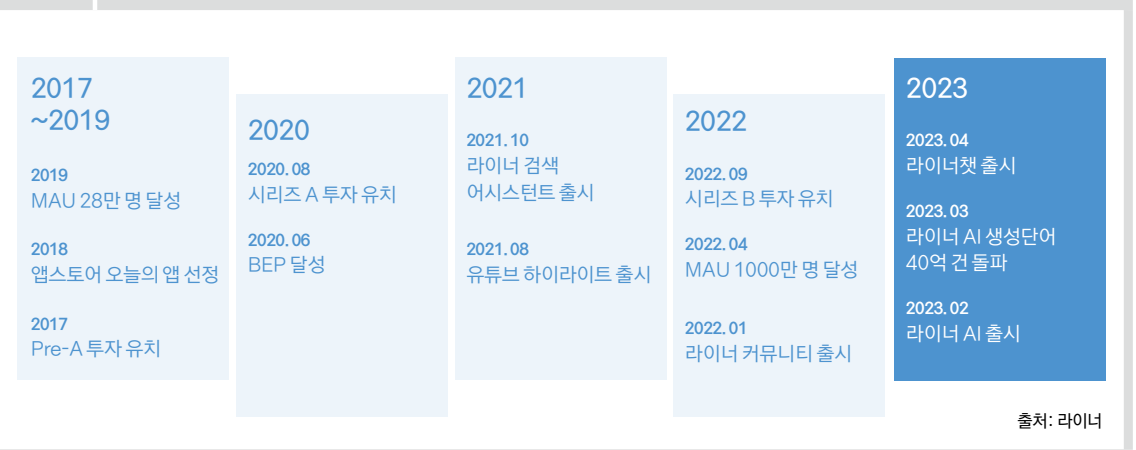 2017
~2019
2019
MAU 28만 명 달성
2018
앱스토어 오늘의 앱 선정
2017
Pre-A 투자 유치
2020
2020. 08
시리즈 A 투자 유치
2020. 06
BEP 달성
2021
2021. 10
라이너 검색
어시스턴트 출시
2021. 08
유튜브 하이라이트 출시
2022
2022. 09
시리즈 B 투자 유치
2022. 04
MAU 1000만 명 달성
2022. 01
라이너 커뮤니티 출시
2023
2023. 04
라이너챗 출시
2023. 03
라이너 AI 생성단어
40억 건 돌파
2023. 02
라이너 AI 출시
출처: 라이너